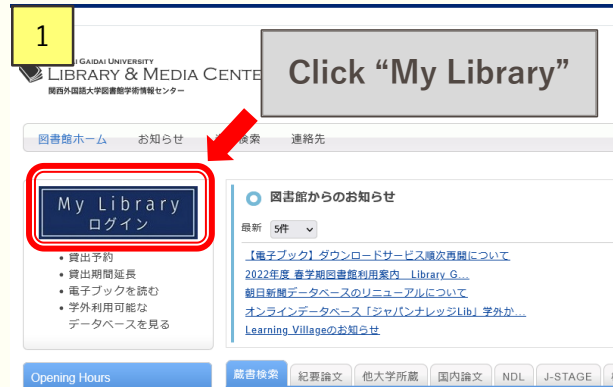 1
I GAIDAI UNIVERSITY
LIBRARY & MEDIA CENTE
関西外国語大学図書館学術情報センター
Click “My Library”
図書館ホーム お知らせ 検索 連絡先
My Library
ログイン
• 貸出予約
• 貸出期間延長
• 電子ブックを読む
• 学外利用可能な
データベースを見る
Opening Hours
図書館からのお知らせ
最新 5件
【電子ブック】ダウンロードサービス順次再開について
2022年度 春学期図書館利用案内 Library G...
朝日新聞データベースのリニューアルについて
オンラインデータベース「ジャパンナレッジLib」学外か...
Learning Villageのお知らせ
蔵書検索 紀要論文 他大学所蔵 国内論文 NDL J-STAGE